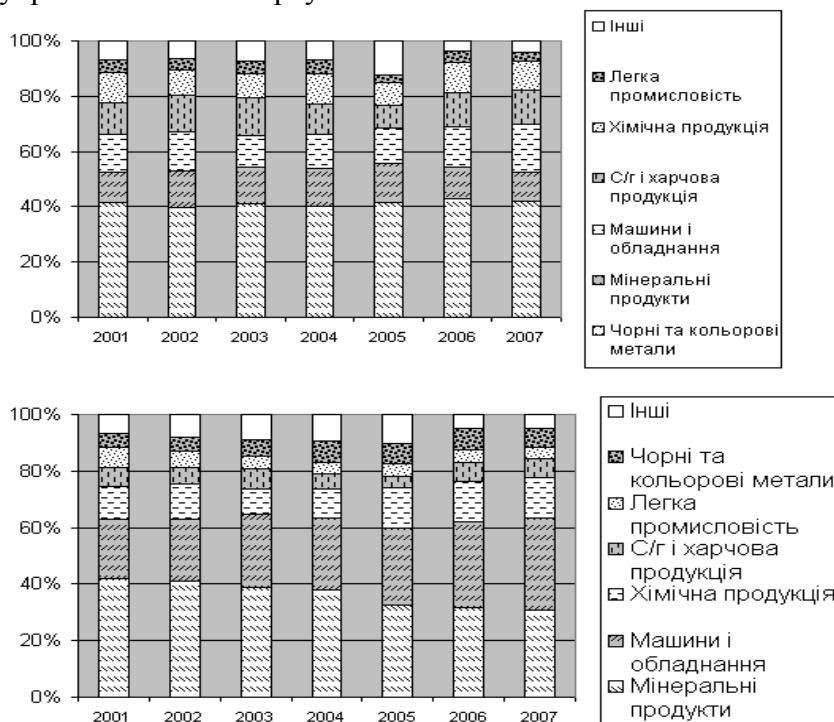 100%
80%
60%
40%
20%
0%
2001 2002 2003 2004 2005 2006 2007
Інші
Легка
промисловість
Хімічна продукція
С/г і харчова
продукція
Машини і
обладнання
Мінеральні
продукти
Чорні та кольорові
метали
100%
80%
60%
40%
20%
0%
2001 2002 2003 2004 2005 2006 2007
Інші
Чорні та
кольорові метали
Легка
промисловість
С/г і харчова
продукція
Хімічна продукція
Машини і
обладнання
Мінеральні
продукти